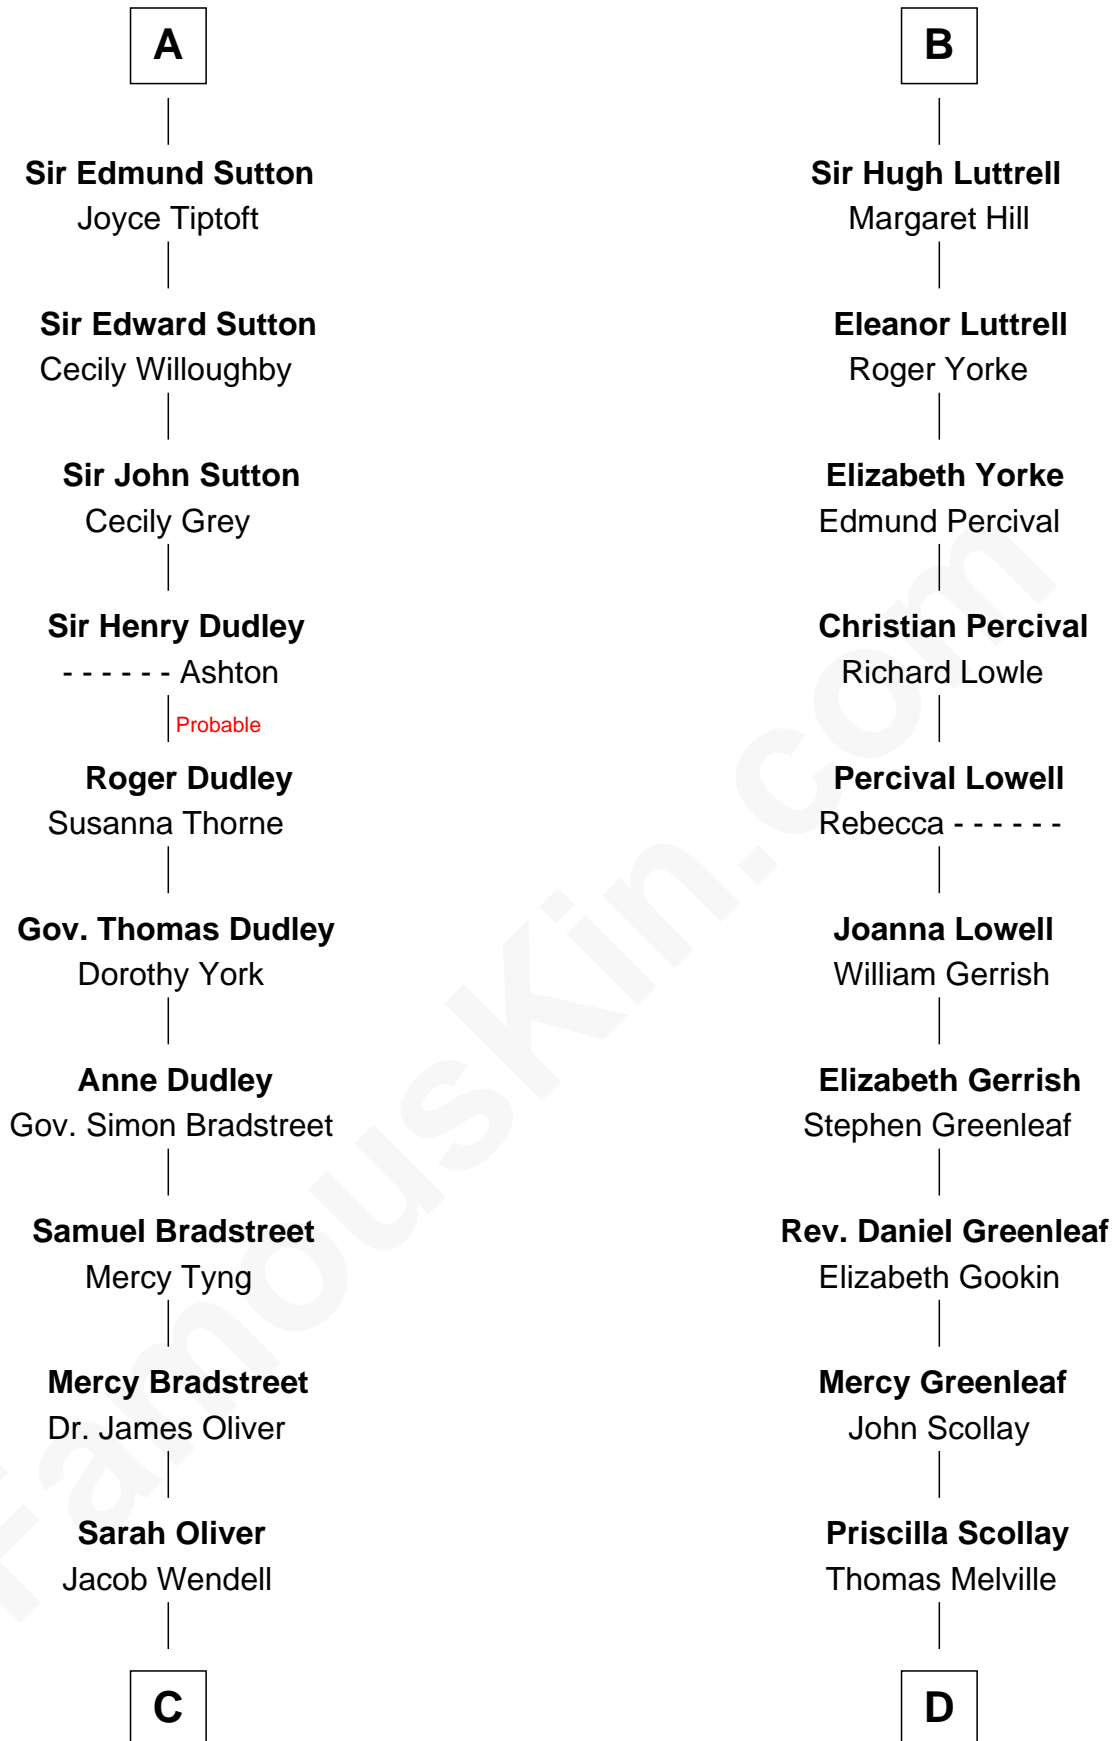 A
Sir Edmund Sutton
Joyce Tiptoft
Sir Edward Sutton
Cecily Willoughby
Sir John Sutton
Cecily Grey
Sir Henry Dudley
- - - - - - Ashton
Probable
Roger Dudley
Susanna Thorne
Gov. Thomas Dudley
Dorothy York
Anne Dudley
Gov. Simon Bradstreet
Samuel Bradstreet
Mercy Tyng
Mercy Bradstreet
Dr. James Oliver
Sarah Oliver
Jacob Wendell
C
B
Sir Hugh Luttrell
Margaret Hill
Eleanor Luttrell
Roger Yorke
Elizabeth Yorke
Edmund Percival
Christian Percival
Richard Lowle
Percival Lowell
Rebecca - - - - - -
Joanna Lowell
William Gerrish
Elizabeth Gerrish
Stephen Greenleaf
Rev. Daniel Greenleaf
Elizabeth Gookin
Mercy Greenleaf
John Scollay
Priscilla Scollay
Thomas Melville
D
FamousKin.com